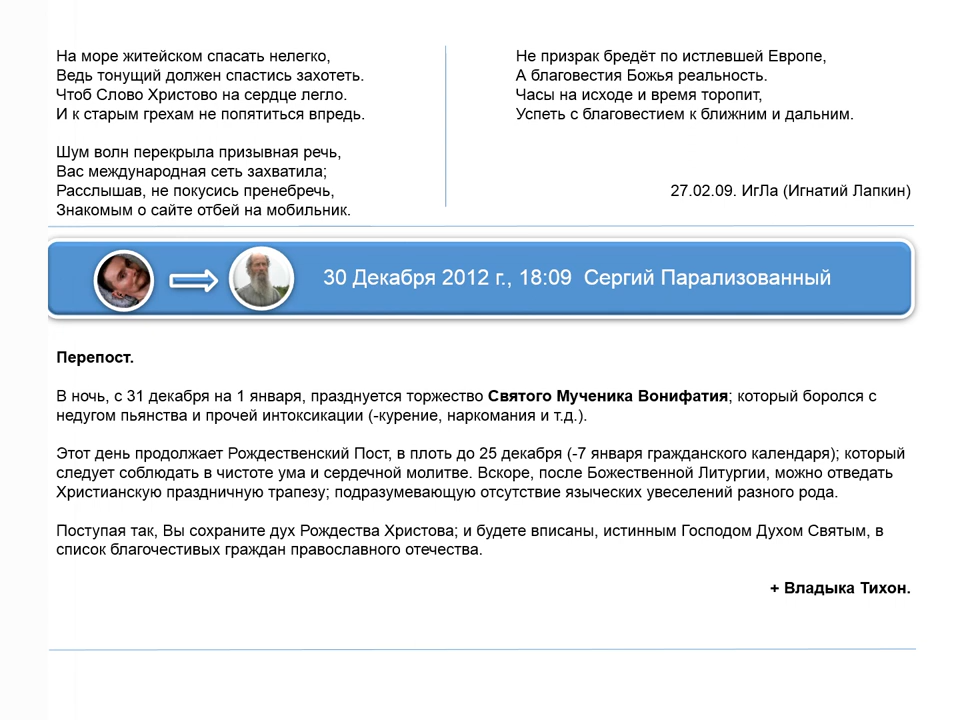 На море житейском спасать нелегко,
Ведь тонущий должен спастись захотеть.
Чтоб Слово Христово на сердце легло.
И к старым грехам не попятиться впредь.
Шум волн перекрыла призывная речь,
Вас международная сеть захватила;
Расслышав, не покусись пренебречь,
Знакомым о сайте отбей на мобильник.
Не призрак бредёт по истлевшей Европе,
А благовестия Божья реальность.
Часы на исходе и время торопит,
Успеть с благовестием к ближним и дальним.
27.02.09. ИгЛа (Игнатий Лапкин)
30 Декабря 2012 г., 18:09 Сергий Парализованный
Перепост.
В ночь, с 31 декабря на 1 января, празднуется торжество Святого Мученика Вонифатия; который боролся с
недугом пьянства и прочей интоксикации (-курение, наркомания и т.д.).
Этот день продолжает Рождественский Пост, в плоть до 25 декабря (-7 января гражданского календаря); который
следует соблюдать в чистоте ума и сердечной молитве. Вскоре, после Божественной Литургии, можно отведать
Христианскую праздничную трапезу; подразумевающую отсутствие языческих увеселений разного рода.
Поступая так, Вы сохраните дух Рождества Христова; и будете вписаны, истинным Господом Духом Святым, в
список благочестивых граждан православного отечества.
+ Владыка Тихон.